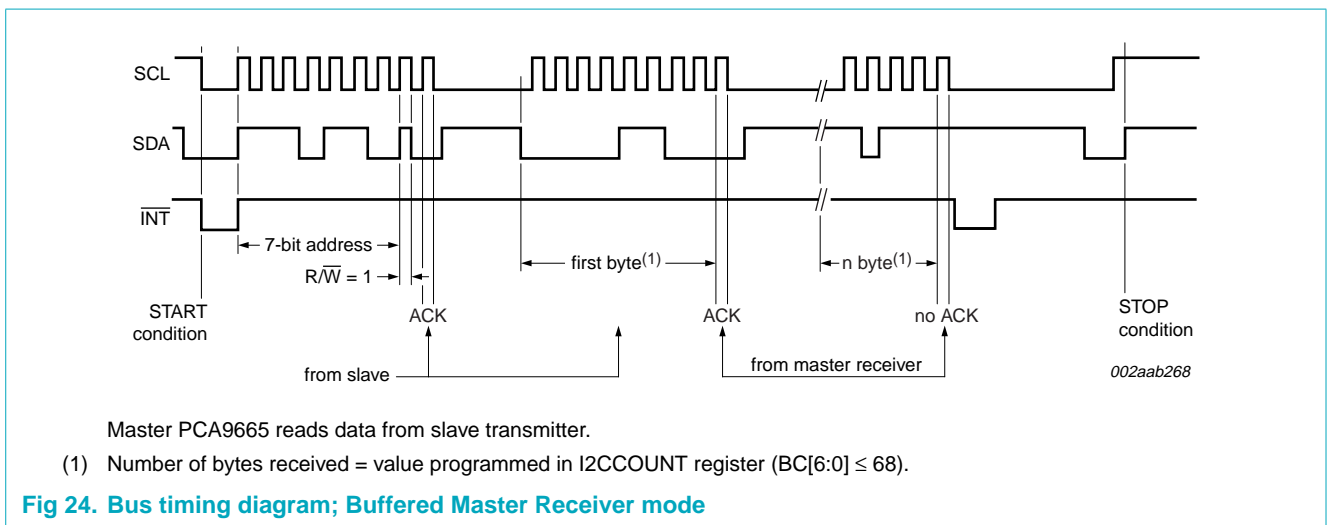 SCL
SDA
INT
7-bit address
R/W = 1
first byte(1)
n byte(1)
START
condition
ACK
ACK
no ACK
STOP
condition
from slave
from master receiver
002aab268
Master PCA9665 reads data from slave transmitter.
(1) Number of bytes received = value programmed in I2CCOUNT register (BC[6:0] ≤ 68).
Fig 24. Bus timing diagram; Buffered Master Receiver mode